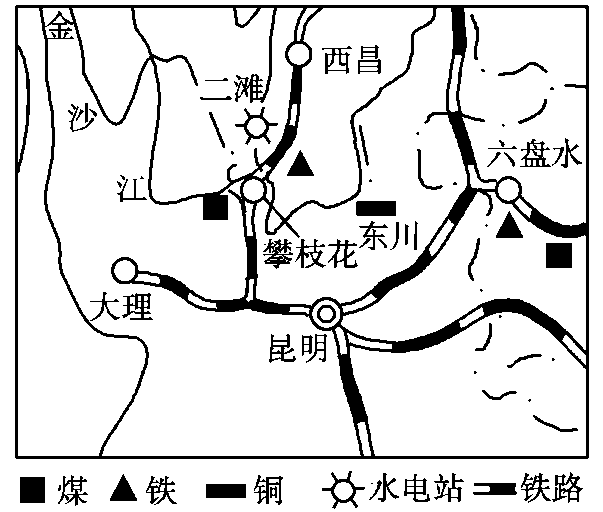 金
沙
江
西昌
二滩
六盘水
东川
攀枝花
大理
昆明
煤 铁 铜 水电站 铁路